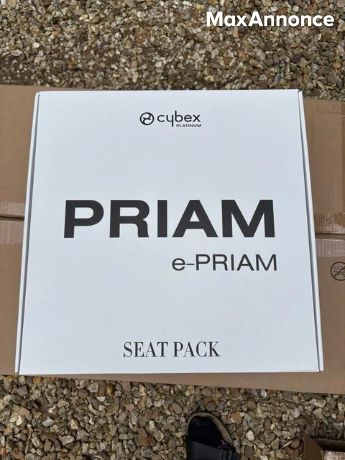 MaxAnnonce
cybex
PLATINUM
PRIAM
e-PRIAM
SEAT PACK